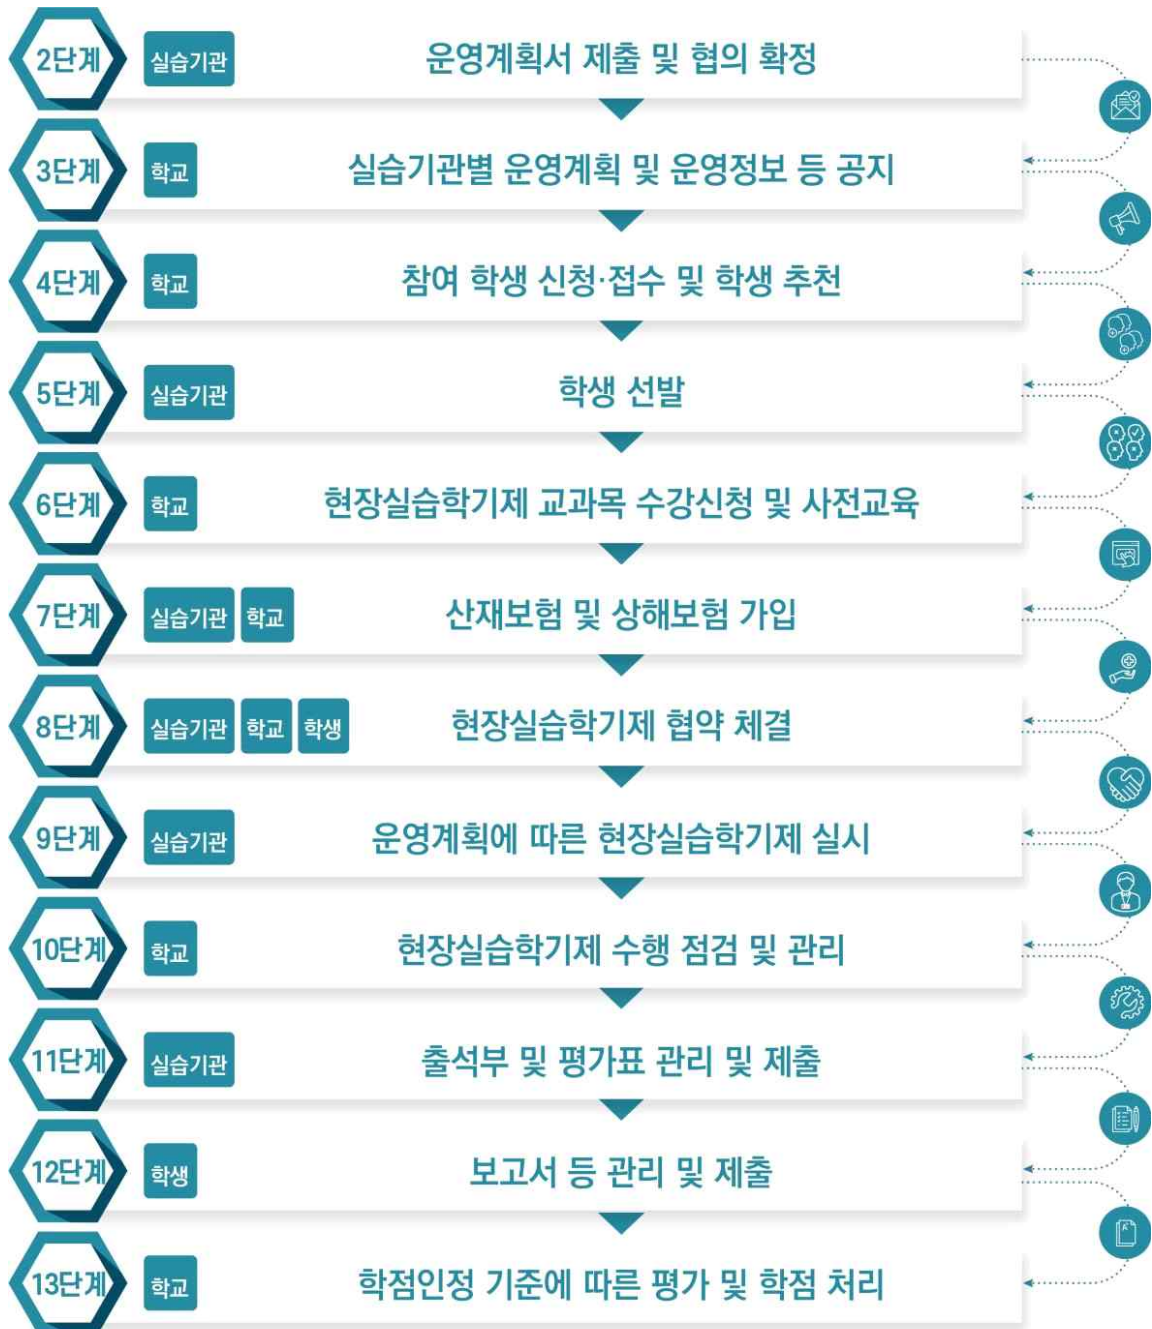 2단계 실습기관 운영계획서 제출 및 협의 확정
3단계 학교 실습기관별 운영계획 및 운영정보 등 공지
4단계 학교 참여 학생 신청·접수 및 학생 추천
5단계 실습기관 학생 선발
6단계 학교 현장실습학기제 교과목 수강신청 및 사전교육
7단계 실습기관 학교 산재보험 및 상해보험 가입
8단계 실습기관 학교 학생 현장실습학기제 협약 체결
9단계 실습기관 운영계획에 따른 현장실습학기제 실시
10단계 학교 현장실습학기제 수행 점검 및 관리
11단계 실습기관 출석부 및 평가표 관리 및 제출
12단계 학생 보고서 등 관리 및 제출
13단계 학교 학점인정 기준에 따른 평가 및 학점 처리